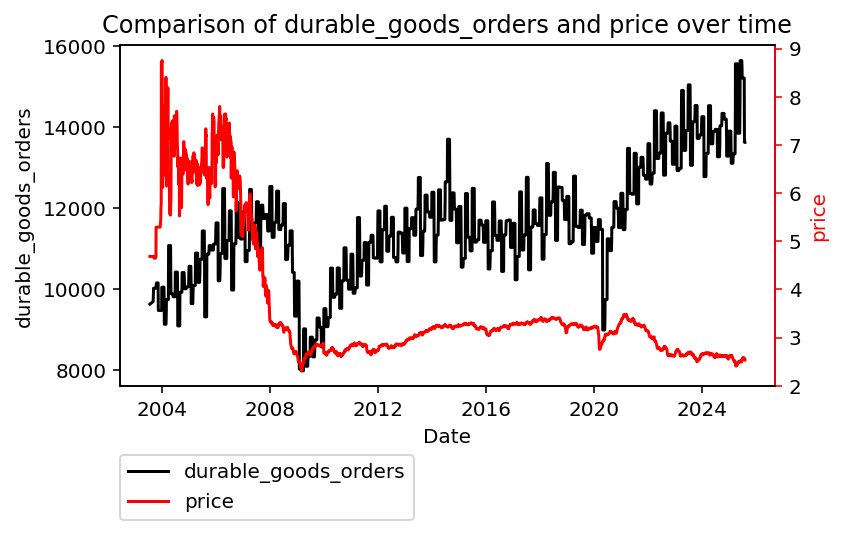 Comparison of durable_goods_orders and price over time
16000
14000
12000
10000
8000
durable_goods_orders
9
8
7
6
5
4
3
2
price
2004 2008 2012 2016 2020 2024
Date
durable_goods_orders
price